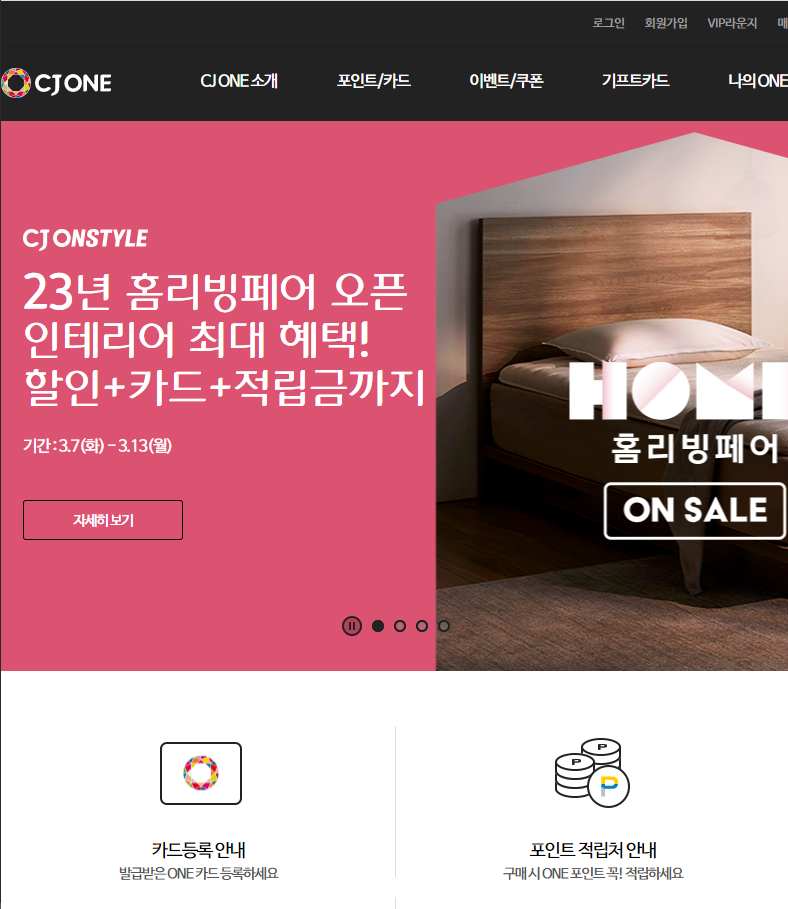 로그인 회원가입 VIP라운지 매
CJ ONE CJ ONE 소개 포인트/카드 이벤트/쿠폰 기프트카드 나의 ONE
CJ ONSTYLE
23년 홈리빙페어 오픈
인테리어 최대 혜택!
할인+카드+적립금까지
기간 : 3.7(화) - 3.13(월)
자세히 보기
HOME
홈리빙페어
ON SALE
P
P
P
카드등록 안내
발급받은 ONE 카드 등록하세요
포인트 적립처 안내
구매 시 ONE 포인트 꼭! 적립하세요